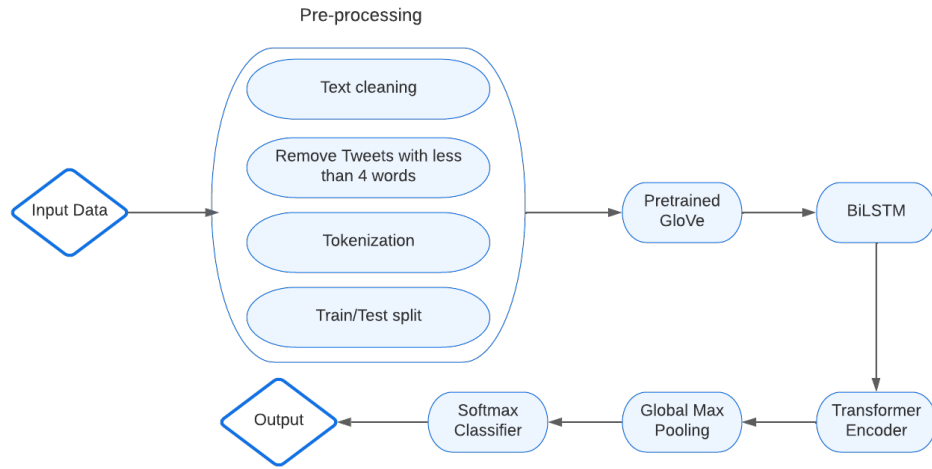 Pre-processing
Text cleaning
Remove Tweets with less
than 4 words
Tokenization
Train/Test split
Input Data
Pretrained
GloVe
BiLSTM
Transformer
Encoder
Global Max
Pooling
Softmax
Classifier
Output